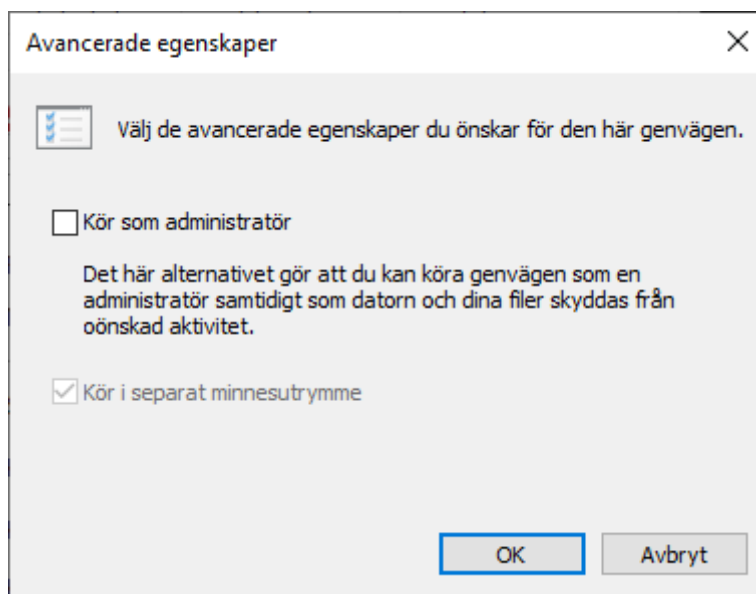 Avancerade egenskaper
Välj de avancerade egenskaper du önskar för den här genvägen.
Kör som administratör
Det här alternativet gör att du kan köra genvägen som en
administratör samtidigt som datorn och dina filer skyddas från
oönskad aktivitet.
Kör i separat minnesutrymme
OK
Avbryt